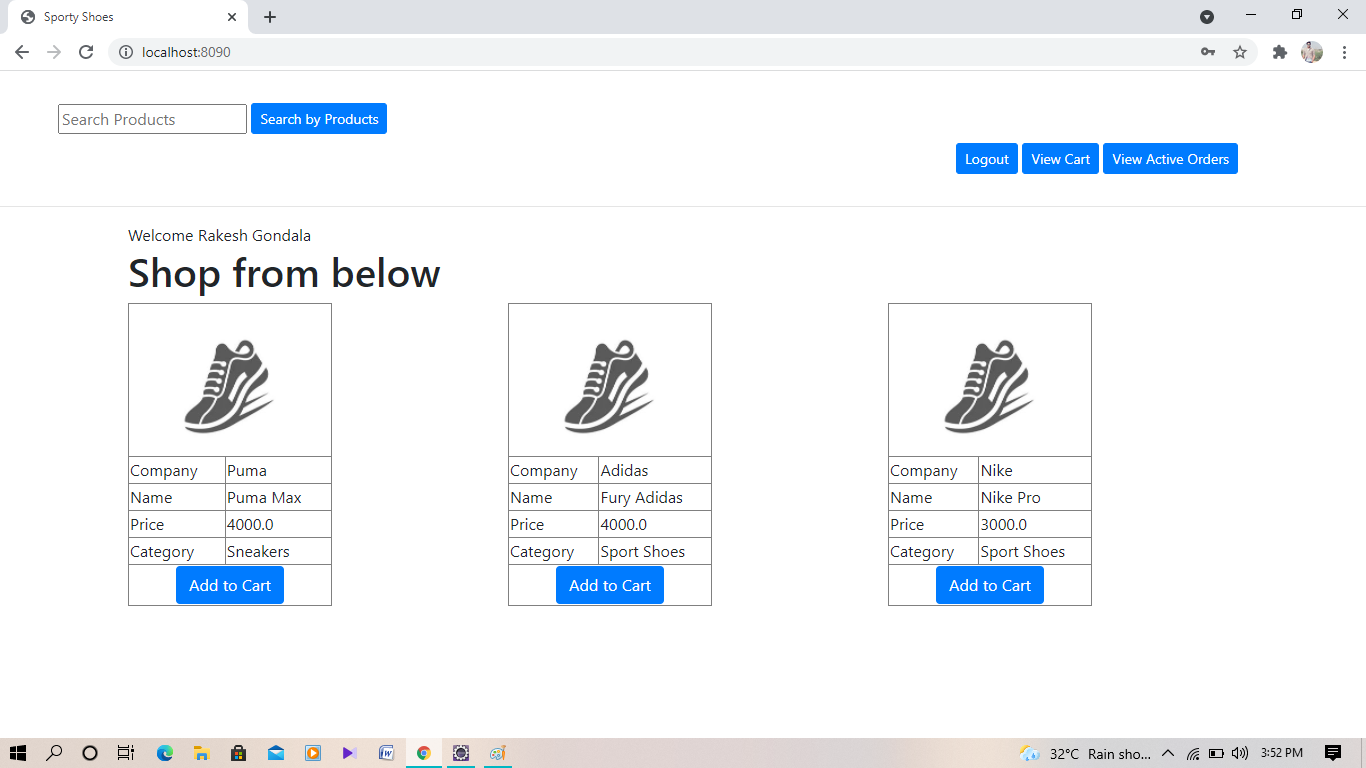 Sporty Shoes
localhost:8090
Search Products Search by Products
Logout View Cart View Active Orders
Welcome Rakesh Gondala
Shop from below
Company Puma
Name Puma Max
Price 4000.0
Category Sneakers
Add to Cart
Company Adidas
Name Fury Adidas
Price 4000.0
Category Sport Shoes
Add to Cart
Company Nike
Name Nike Pro
Price 3000.0
Category Sport Shoes
Add to Cart
32°C Rain sho... 3:52 PM